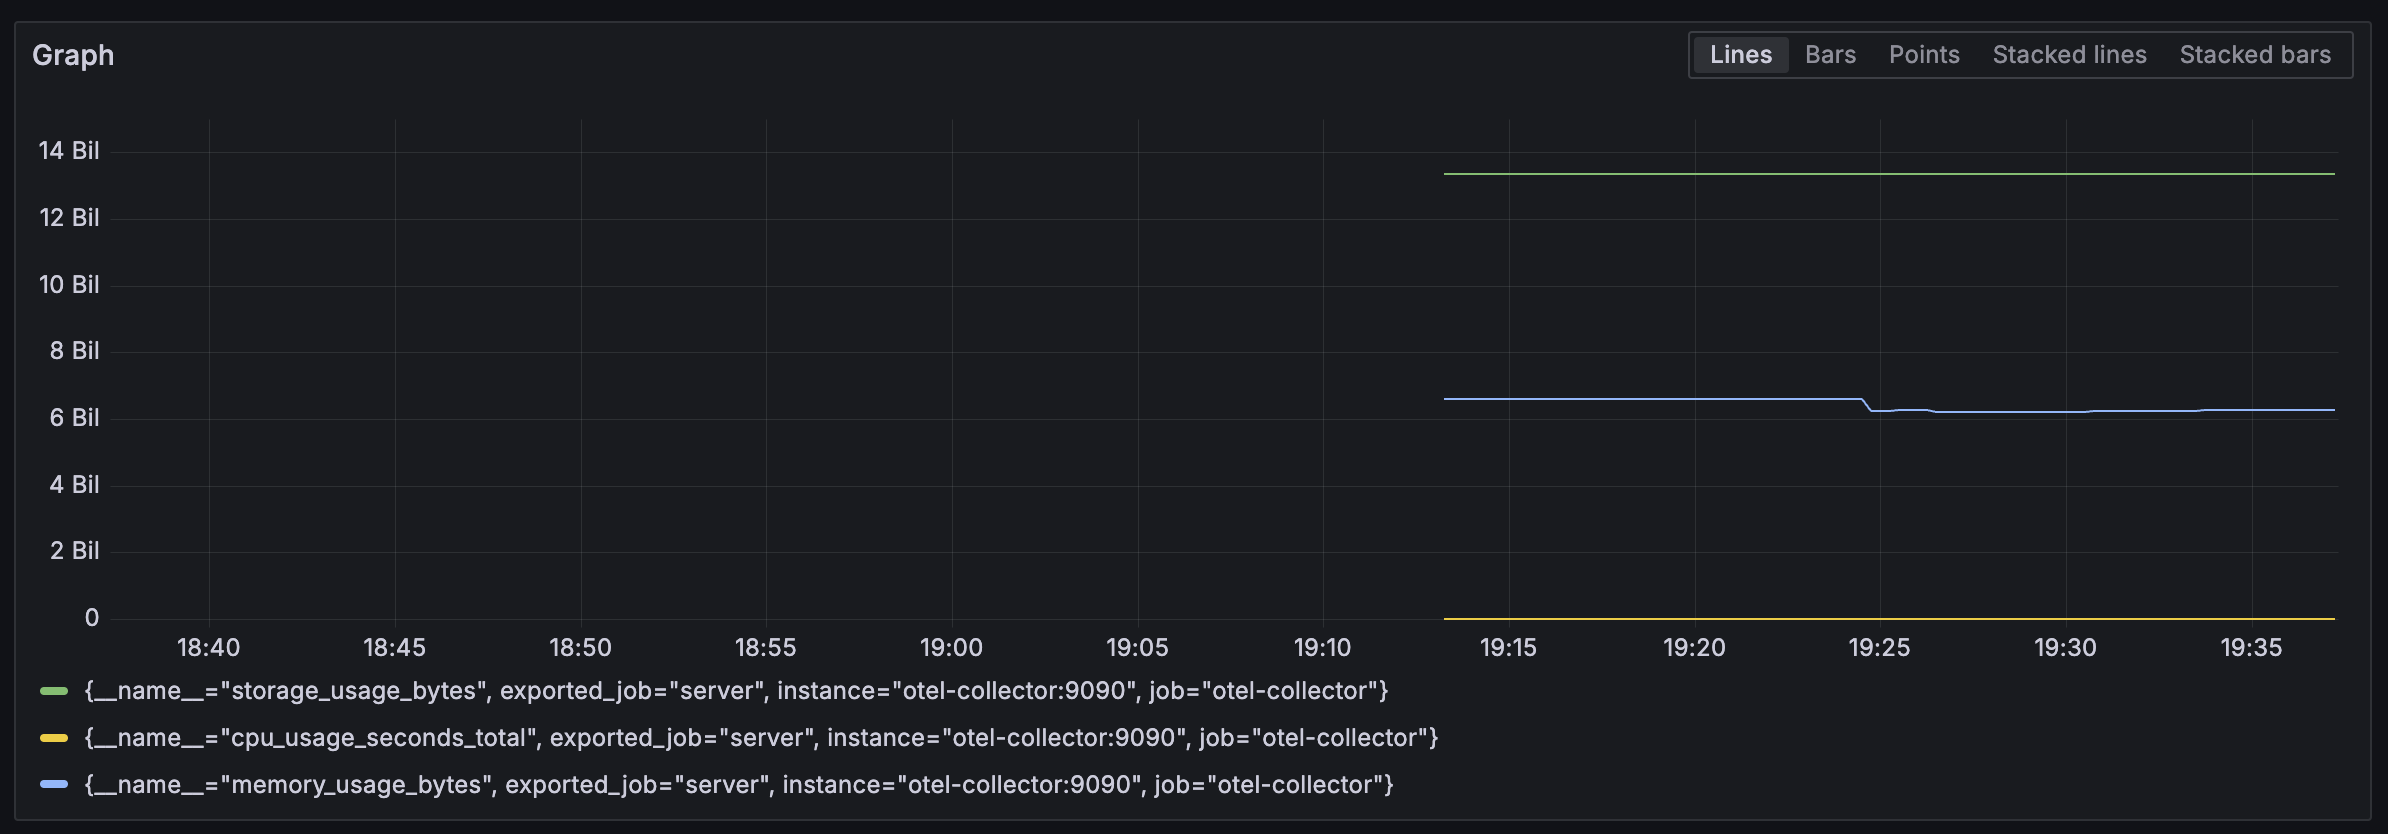 Graph
Lines Bars Points Stacked lines Stacked bars
14 Bil
12 Bil
10 Bil
8 Bil
6 Bil
4 Bil
2 Bil
0
18:40 18:45 18:50 18:55 19:00 19:05 19:10 19:15 19:20 19:25 19:30 19:35
{__name__="storage_usage_bytes", exported_job="server", instance="otel-collector:9090", job="otel-collector"}
{__name__="cpu_usage_seconds_total", exported_job="server", instance="otel-collector:9090", job="otel-collector"}
{__name__="memory_usage_bytes", exported_job="server", instance="otel-collector:9090", job="otel-collector"}